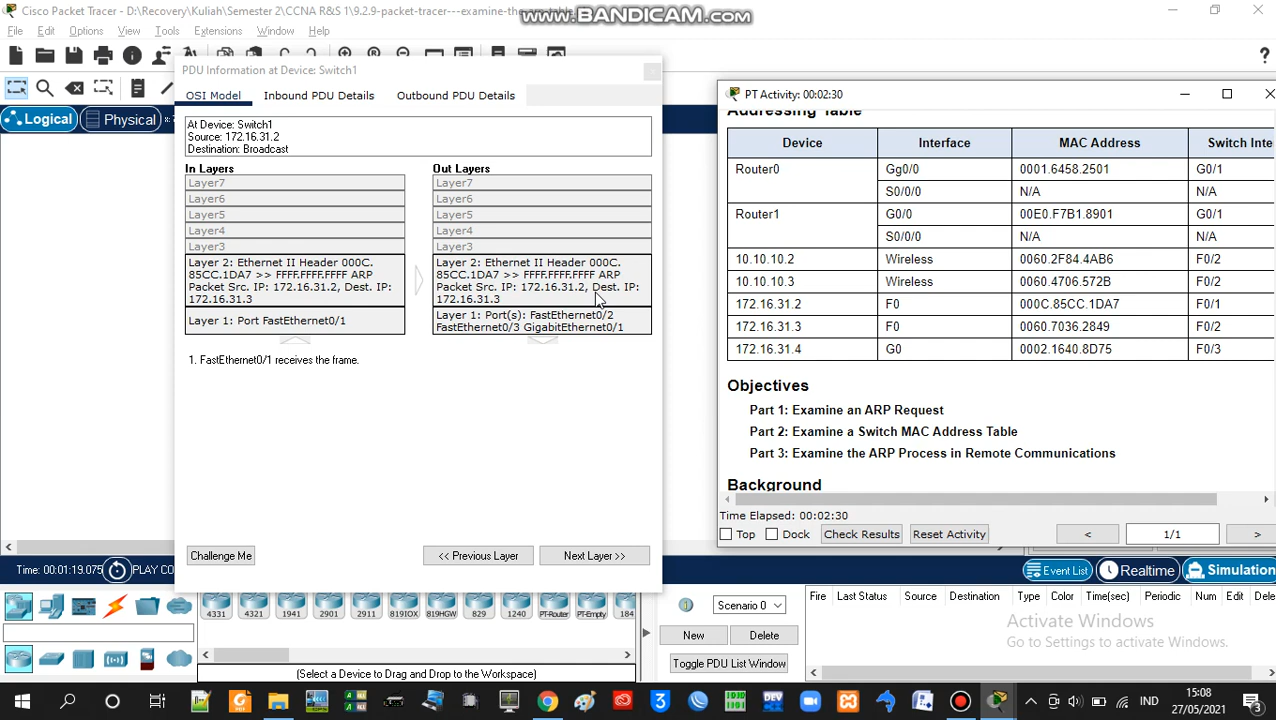 Cisco Packet Tracer - D:\Recovery\Kuliah\Semester 2\CCNA R&S 1\9.2.9-packet-tracer---examine-the-arp-table
www.BANDICAM.com
File Edit Options View Tools Extensions Window Help
Logical Physical
PDU Information at Device: Switch1
OSI Model Inbound PDU Details Outbound PDU Details
At Device: Switch1
Source: 172.16.31.2
Destination: Broadcast
In Layers
Layer7
Layer6
Layer5
Layer4
Layer3
Layer 2: Ethernet II Header 000C.
85CC.1DA7 >> FFFF.FFFF.FFFF ARP
Packet Src. IP: 172.16.31.2, Dest. IP:
172.16.31.3
Layer 1: Port FastEthernet0/1
Out Layers
Layer7
Layer6
Layer5
Layer4
Layer3
Layer 2: Ethernet II Header 000C.
85CC.1DA7 >> FFFF.FFFF.FFFF ARP
Packet Src. IP: 172.16.31.2, Dest. IP:
172.16.31.3
Layer 1: Port(s): FastEthernet0/2
FastEthernet0/3 GigabitEthernet0/1
1. FastEthernet0/1 receives the frame.
Challenge Me << Previous Layer Next Layer >>
PT Activity: 00:02:30
Addressing Table
Device Interface MAC Address Switch Inte
Router0 Gg0/0 0001.6458.2501 G0/1
S0/0/0 N/A N/A
Router1 G0/0 00E0.F7B1.8901 G0/1
S0/0/0 N/A N/A
10.10.10.2 Wireless 0060.2F84.4AB6 F0/2
10.10.10.3 Wireless 0060.4706.572B F0/2
172.16.31.2 F0 000C.85CC.1DA7 F0/1
172.16.31.3 F0 0060.7036.2849 F0/2
172.16.31.4 G0 0002.1640.8D75 F0/3
Objectives
Part 1: Examine an ARP Request
Part 2: Examine a Switch MAC Address Table
Part 3: Examine the ARP Process in Remote Communications
Background
Time Elapsed: 00:02:30
Top Dock Check Results Reset Activity < 1/1 >
Time: 00:01:19.075 PLAY CO
Event List Realtime Simulation
4331 4321 1941 2901 2911 819IOX 819HGW 829 1240 PT-Router PT-Empty 184
(Select a Device to Drag and Drop to the Workspace)
Scenario 0
New Delete
Toggle PDU List Window
Fire Last Status Source Destination Type Color Time(sec) Periodic Num Edit Dele
Activate Windows
Go to Settings to activate Windows.
IND
15:08
27/05/2021
3